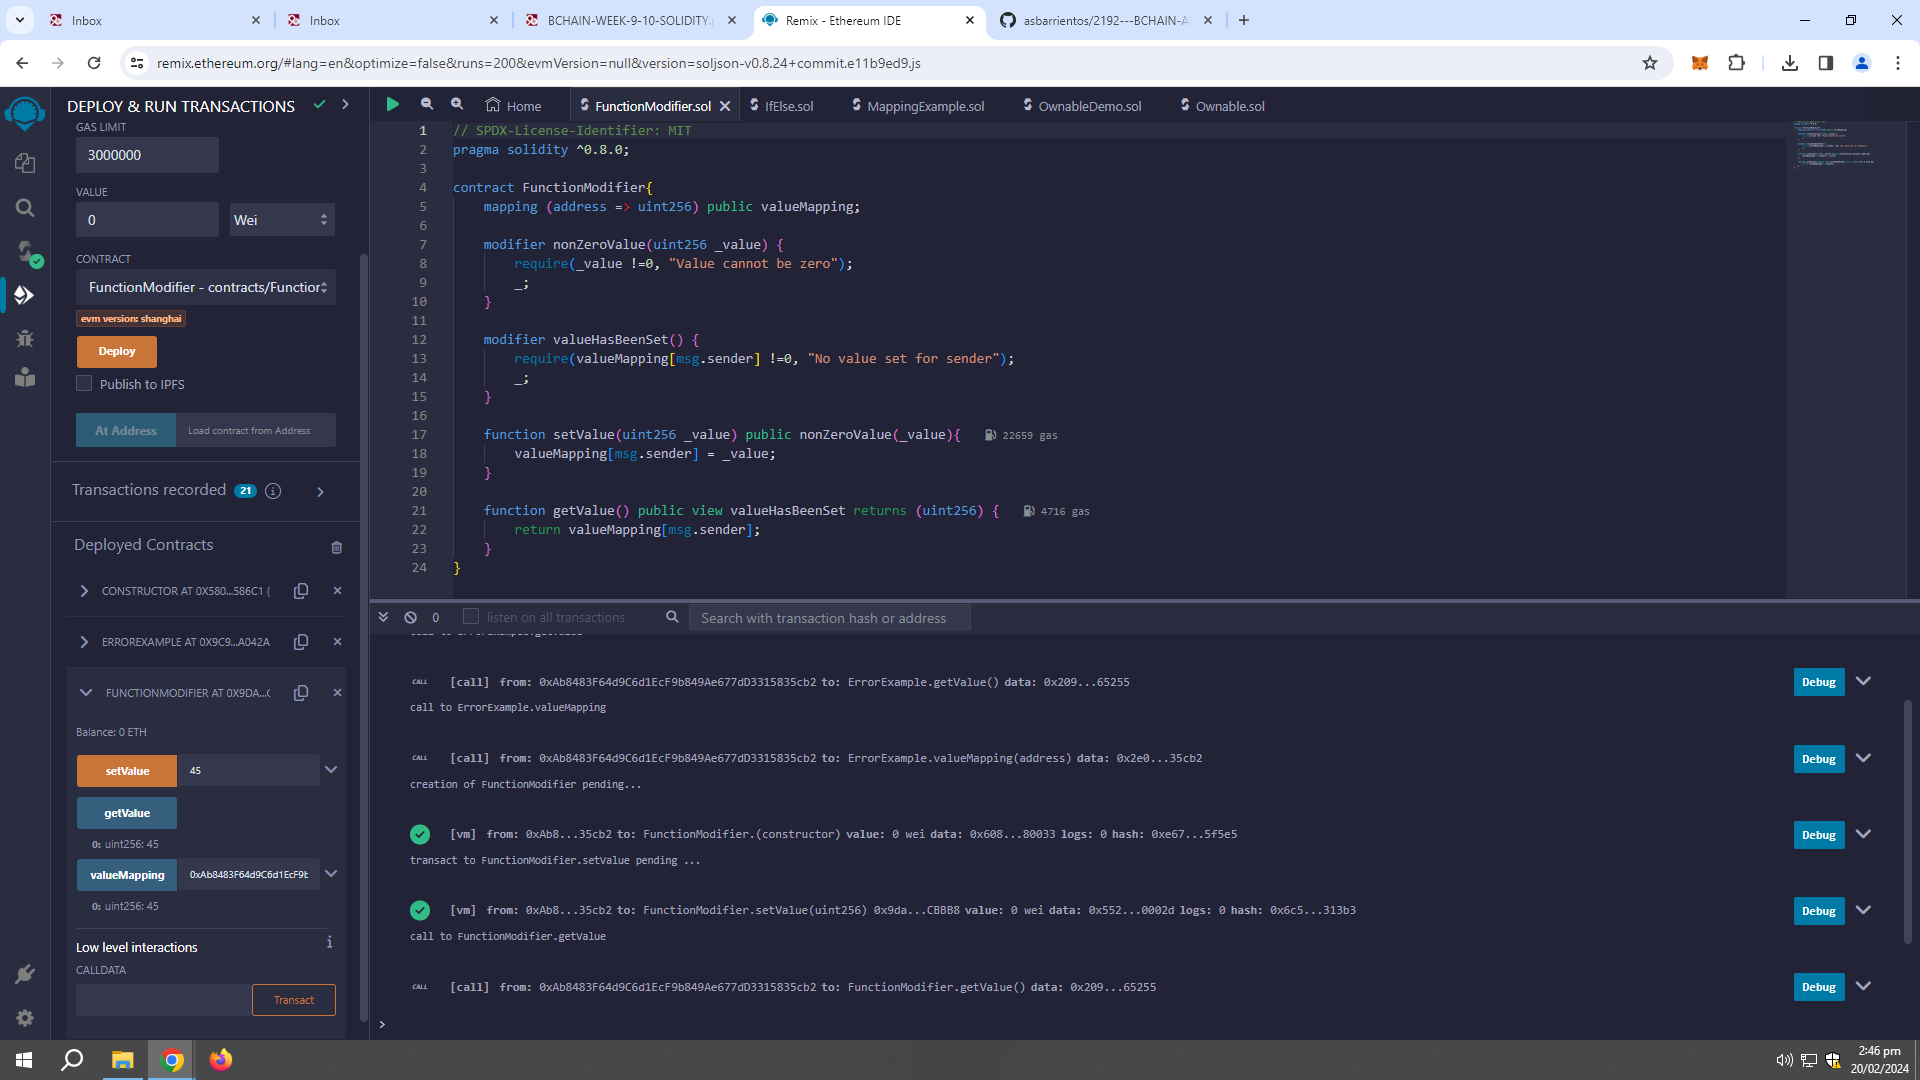 Inbox
Inbox
BCHAIN-WEEK-9-10-SOLIDITY.
Remix - Ethereum IDE
asbarrientos/2192---BCHAIN-A
remix.ethereum.org/#lang=en&optimize=false&runs=200&evmVersion=null&version=soljson-v0.8.24+commit.e11b9ed9.js
DEPLOY & RUN TRANSACTIONS
GAS LIMIT
3000000
VALUE
0 Wei
CONTRACT
FunctionModifier - contracts/Function
evm version: shanghai
Deploy
Publish to IPFS
At Address Load contract from Address
Transactions recorded 21 i
Deployed Contracts
CONSTRUCTOR AT 0X580...586C1 (
ERROREXAMPLE AT 0X9C9...A042A
FUNCTIONMODIFIER AT 0X9DA...
Balance: 0 ETH
setValue 45
getValue
0: uint256: 45
valueMapping 0xAb8483F64d9C6d1EcF9b
0: uint256: 45
Low level interactions i
CALLDATA
Transact
Home
FunctionModifier.sol
IfElse.sol
MappingExample.sol
OwnableDemo.sol
Ownable.sol
1 // SPDX-License-Identifier: MIT
2 pragma solidity ^0.8.0;
3
4 contract FunctionModifier{
5 mapping (address => uint256) public valueMapping;
6
7 modifier nonZeroValue(uint256 _value) {
8 require(_value !=0, "Value cannot be zero");
9 _;
10 }
11
12 modifier valueHasBeenSet() {
13 require(valueMapping[msg.sender] !=0, "No value set for sender");
14 _;
15 }
16
17 function setValue(uint256 _value) public nonZeroValue(_value){ 22659 gas
18 valueMapping[msg.sender] = _value;
19 }
20
21 function getValue() public view valueHasBeenSet returns (uint256) { 4716 gas
22 return valueMapping[msg.sender];
23 }
24 }
0 listen on all transactions Search with transaction hash or address
call to ErrorExample.getValue
CALL [call] from: 0xAb8483F64d9C6d1EcF9b849Ae677dD3315835cb2 to: ErrorExample.getValue() data: 0x209...65255 Debug
call to ErrorExample.valueMapping
CALL [call] from: 0xAb8483F64d9C6d1EcF9b849Ae677dD3315835cb2 to: ErrorExample.valueMapping(address) data: 0x2e0...35cb2 Debug
creation of FunctionModifier pending...
[vm] from: 0xAb8...35cb2 to: FunctionModifier.(constructor) value: 0 wei data: 0x608...80033 logs: 0 hash: 0xe67...5f5e5 Debug
transact to FunctionModifier.setValue pending ...
[vm] from: 0xAb8...35cb2 to: FunctionModifier.setValue(uint256) 0x9da...CBBB8 value: 0 wei data: 0x552...0002d logs: 0 hash: 0x6c5...313b3 Debug
call to FunctionModifier.getValue
CALL [call] from: 0xAb8483F64d9C6d1EcF9b849Ae677dD3315835cb2 to: FunctionModifier.getValue() data: 0x209...65255 Debug
>
2:46 pm
20/02/2024